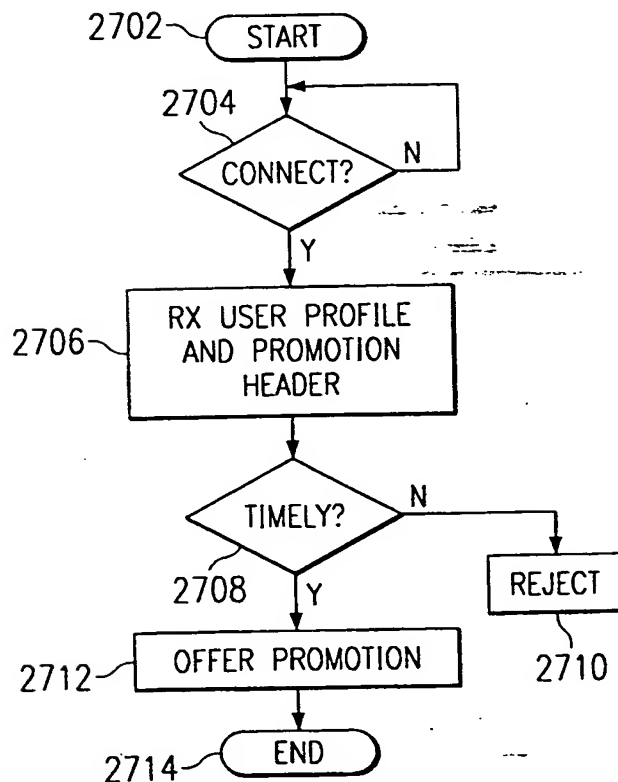 2702
START
2704
CONNECT?
N
Y
2706
RX USER PROFILE
AND PROMOTION
HEADER
TIMELY?
N
2708
Y
REJECT
2710
2712
OFFER PROMOTION
2714
END